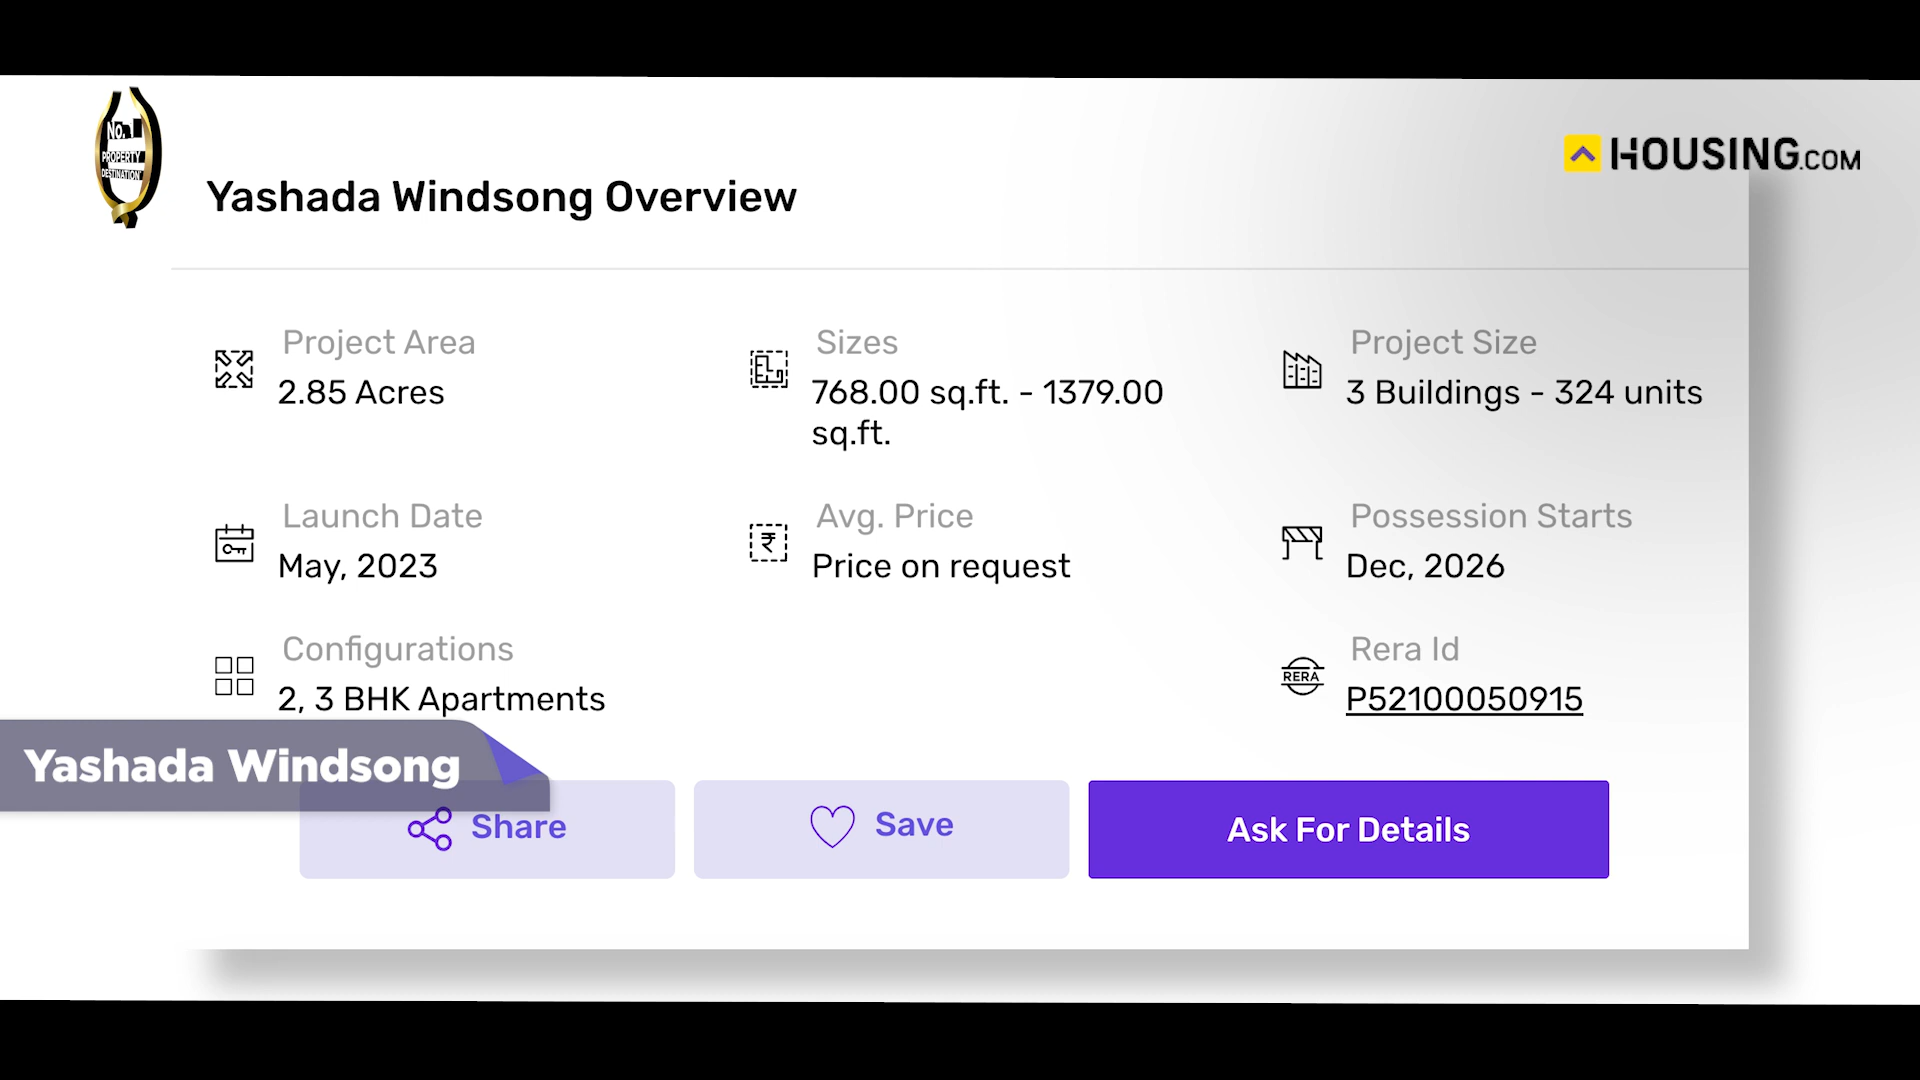 No.1
PROPERTY
DESTINATION
HOUSING.COM
Yashada Windsong Overview
Project Area
2.85 Acres
Sizes
768.00 sq.ft. - 1379.00
sq.ft.
Project Size
3 Buildings - 324 units
Launch Date
May, 2023
Avg. Price
₹
Price on request
Possession Starts
Dec, 2026
Configurations
2, 3 BHK Apartments
Rera Id
RERA
P52100050915
Yashada Windsong
Share
Save
Ask For Details